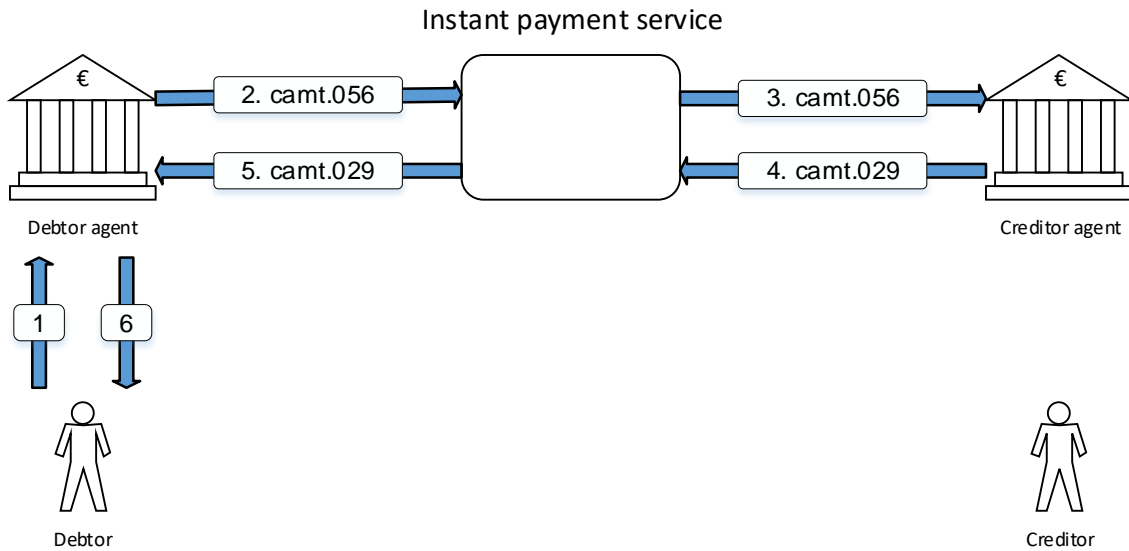 Instant payment service
€
2. camt.056
3. camt.056
€
5. camt.029
4. camt.029
Debtor agent
Creditor agent
1
6
Debtor
Creditor